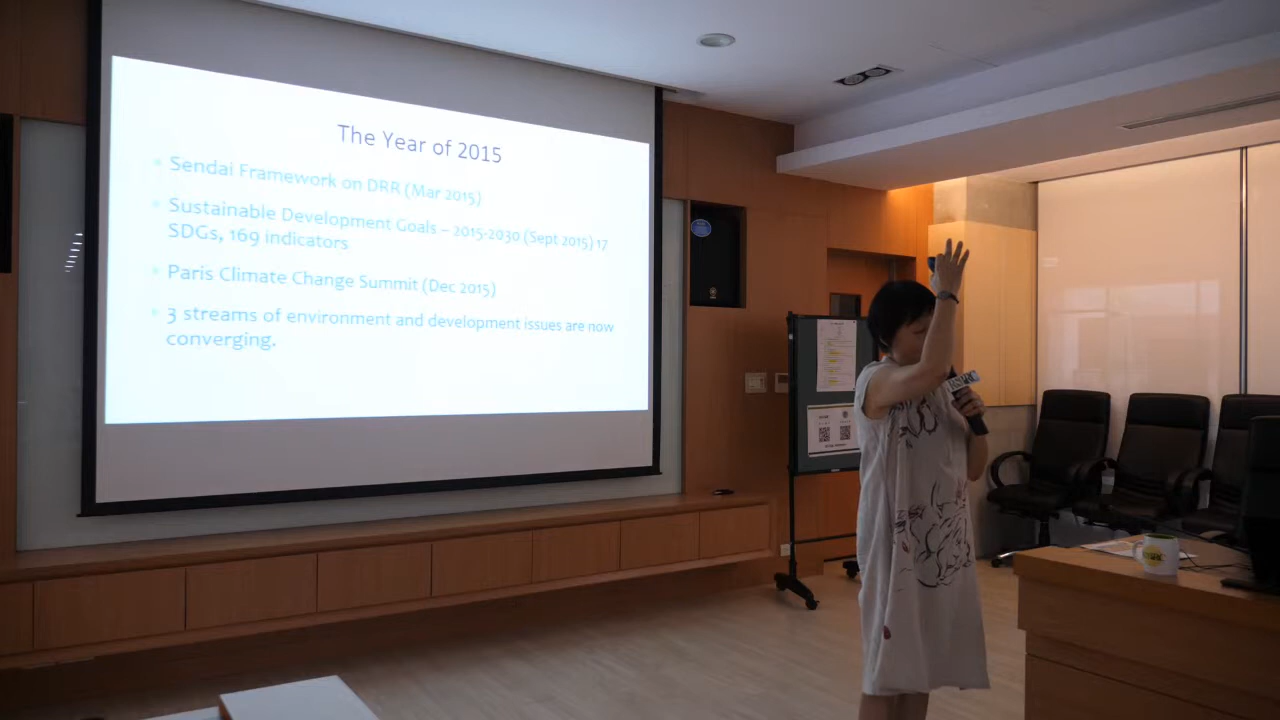 The Year of 2015
Sendai Framework on DRR (Mar 2015)
Sustainable Development Goals – 2015-2030 (Sept 2015) 17
SDGs, 169 indicators
Paris Climate Change Summit (Dec 2015)
3 streams of environment and development issues are now
converging.